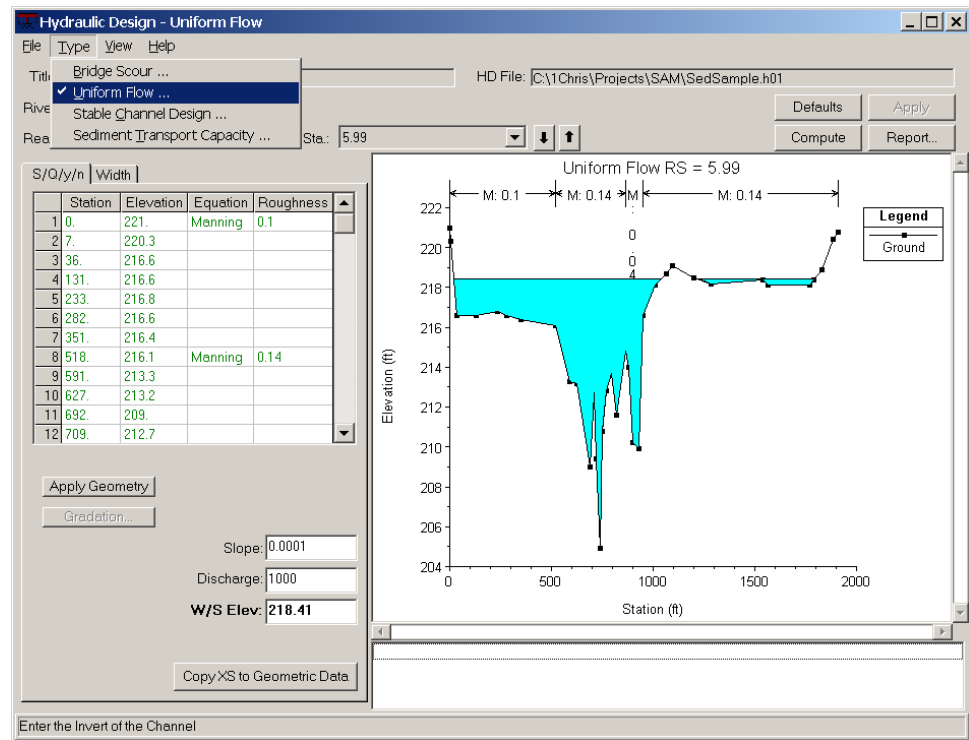 Hydraulic Design - Uniform Flow
File Type View Help
Bridge Scour ...
Uniform Flow ...
Stable Channel Design ...
Sediment Transport Capacity ...
HD File: C:\1Chris\Projects\SAM\SedSample.h01
Defaults Apply
Sta.: 5.99
Compute Report...
S/Q/y/n Width
Station Elevation Equation Roughness
1 0. 221. Manning 0.1
2 7. 220.3
3 36. 216.6
4 131. 216.6
5 233. 216.8
6 282. 216.6
7 351. 216.4
8 518. 216.1 Manning 0.14
9 591. 213.3
10 627. 213.2
11 692. 209.
12 709. 212.7
Apply Geometry
Gradation...
Slope: 0.0001
Discharge: 1000
W/S Elev: 218.41
Copy XS to Geometric Data
Uniform Flow RS = 5.99
M: 0.1 M: 0.14 M: 0.04 M: 0.14
Legend
Ground
222
220
218
216
214
212
210
208
206
204
Elevation (ft)
0 500 1000 1500 2000
Station (ft)
Enter the Invert of the Channel